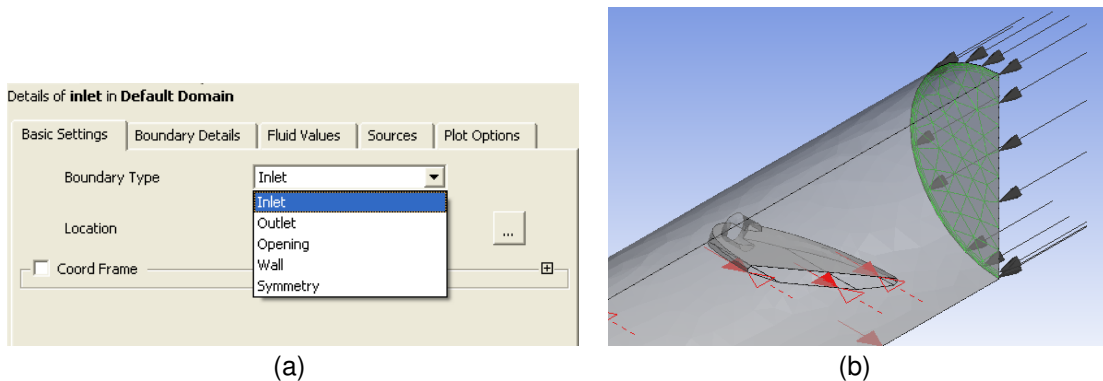 Details of inlet in Default Domain
Basic Settings Boundary Details Fluid Values Sources Plot Options
Boundary Type Inlet
Inlet
Outlet
Location ...
Opening
Wall
Coord Frame
Symmetry
(a) (b)